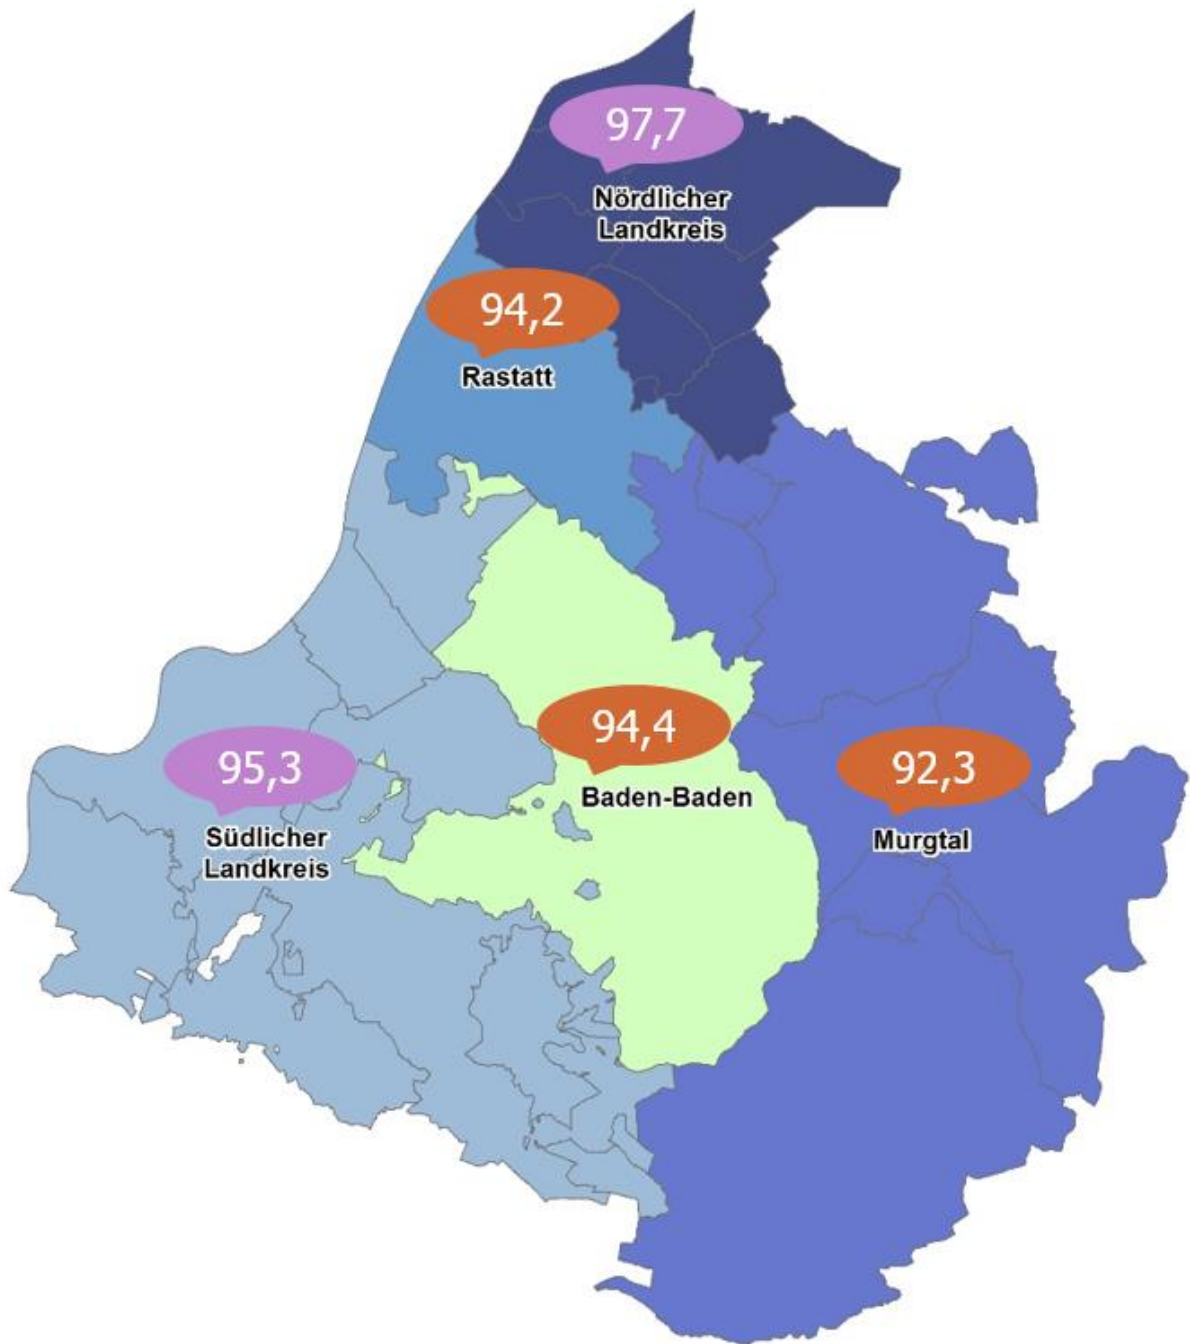 97,7
Nördlicher
Landkreis
94,2
Rastatt
94,4
Baden-Baden
95,3
Südlicher
Landkreis
92,3
Murgtal